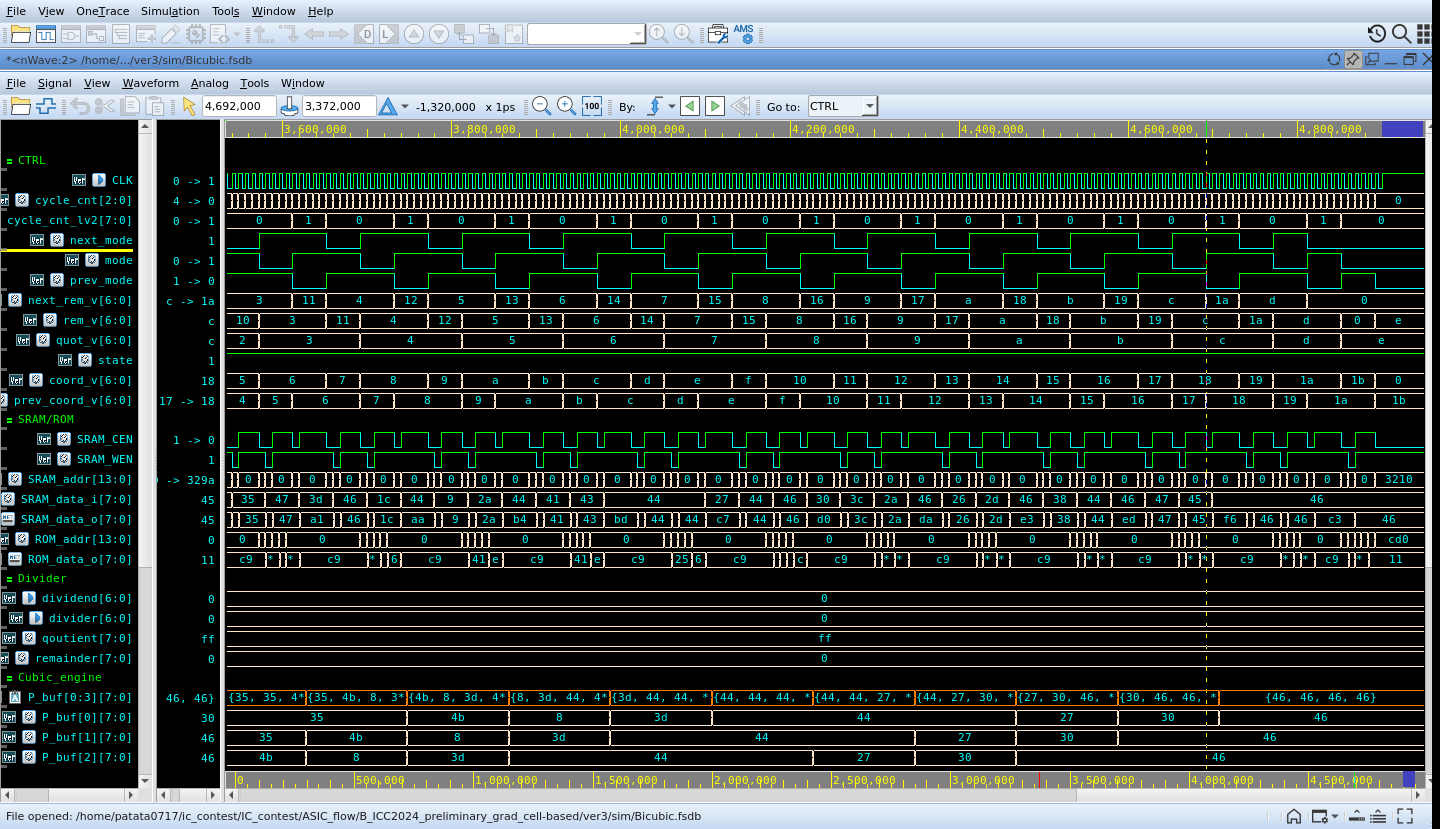 File View OneTrace Simulation Tools Window Help
D L AMS
*<nWave:2> /home/.../ver3/sim/Bicubic.fsdb
File Signal View Waveform Analog Tools Window
4,692,000 3,372,000 -1,320,000 x 1ps 100 By: Go to: CTRL
3,600,000 3,800,000 4,000,000 4,200,000 4,400,000 4,600,000 4,800,000
CTRL
CLK 0 -> 1
cycle_cnt[2:0] 4 -> 0 0
cycle_cnt_lv2[7:0] 0 -> 1 0 1 0 1 0 1 0 1 0 1 0 1 0 1 0 1 0 1 0 1 0 1 0
next_mode 1
mode 0 -> 1
prev_mode 1 -> 0
next_rem_v[6:0] c -> 1a 3 11 4 12 5 13 6 14 7 15 8 16 9 17 a 18 b 19 c 1a d 0
rem_v[6:0] c 10 3 11 4 12 5 13 6 14 7 15 8 16 9 17 a 18 b 19 c 1a d 0 e
quot_v[6:0] c 2 3 4 5 6 7 8 9 a b c d e
state 1
coord_v[6:0] 18 5 6 7 8 9 a b c d e f 10 11 12 13 14 15 16 17 18 19 1a 1b 0
prev_coord_v[6:0] 17 -> 18 4 5 6 7 8 9 a b c d e f 10 11 12 13 14 15 16 17 18 19 1a 1b
SRAM/ROM
SRAM_CEN 1 -> 0
SRAM_WEN 1
SRAM_addr[13:0] -> 329a 0 0 0 0 0 0 0 0 0 0 0 0 0 0 0 0 0 0 0 0 0 0 0 0 0 0 0 0 0 0 0 0 0 0 3210
SRAM_data_i[7:0] 45 35 47 3d 46 1c 44 9 2a 44 41 43 44 27 44 46 30 3c 2a 46 26 2d 46 38 44 46 47 45 46
SRAM_data_o[7:0] 45 35 47 a1 46 1c aa 9 2a b4 41 43 bd 44 44 c7 44 46 d0 3c 2a da 26 2d e3 38 44 ed 47 45 f6 46 46 c3 46
ROM_addr[13:0] 0 0 0 0 0 0 0 0 0 0 0 0 0 cd0
ROM_data_o[7:0] 11 c9 * * c9 * 6 c9 41 e c9 41 e c9 25 6 c9 c c9 * * c9 * * c9 * * c9 * * c9 * * c9 * 11
Divider
dividend[6:0] 0 0
divider[6:0] 0 0
qoutient[7:0] ff ff
remainder[7:0] 0 0
Cubic_engine
P_buf[0:3][7:0] 46, 46} {35, 35, 4* {35, 4b, 8, 3* {4b, 8, 3d, 4* {8, 3d, 44, 4* {3d, 44, 44, * {44, 44, 44, * {44, 44, 27, * {44, 27, 30, * {27, 30, 46, * {30, 46, 46, * {46, 46, 46, 46}
P_buf[0][7:0] 30 35 4b 8 3d 44 27 30 46
P_buf[1][7:0] 46 35 4b 8 3d 44 27 30 46
P_buf[2][7:0] 46 4b 8 3d 44 27 30 46
0 500,000 1,000,000 1,500,000 2,000,000 2,500,000 3,000,000 3,500,000 4,000,000 4,500,000
File opened: /home/patata0717/ic_contest/IC_contest/ASIC_flow/B_ICC2024_preliminary_grad_cell-based/ver3/sim/Bicubic.fsdb